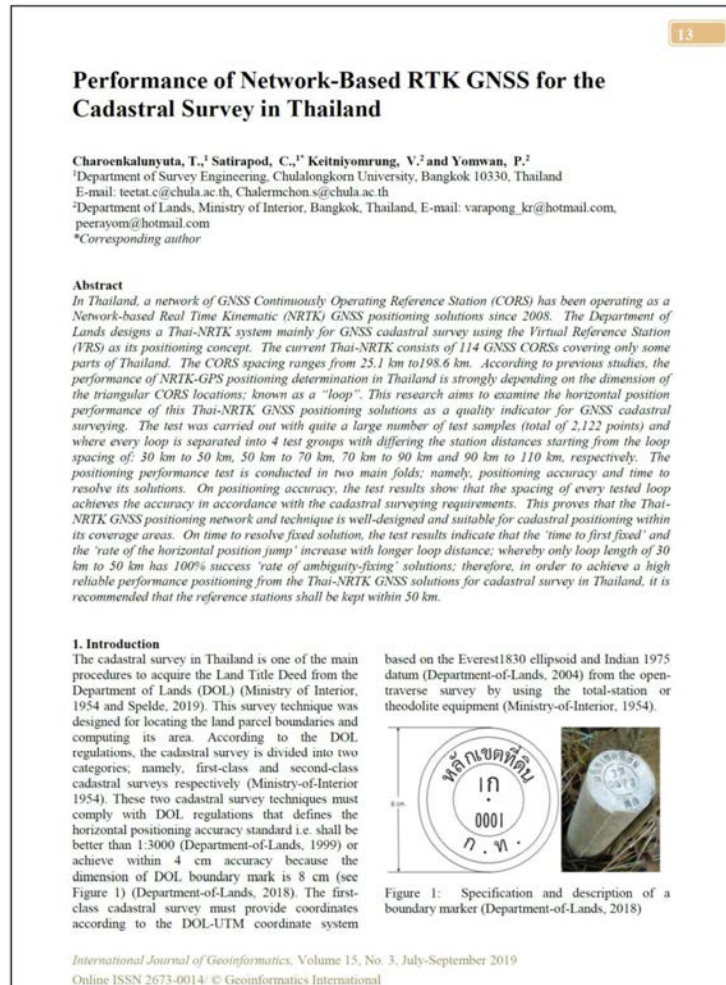 13
Performance of Network-Based RTK GNSS for the
Cadastral Survey in Thailand
Charoenkalunyuta, T.,1 Satirapod, C.,1* Keitniyomrung, V.2 and Yomwan, P.2
1Department of Survey Engineering, Chulalongkorn University, Bangkok 10330, Thailand
E-mail: teetat.c@chula.ac.th, Chalermchon.s@chula.ac.th
2Department of Lands, Ministry of Interior, Bangkok, Thailand, E-mail: varapong_kr@hotmail.com,
peerayom@hotmail.com
*Corresponding author
Abstract
In Thailand, a network of GNSS Continuously Operating Reference Station (CORS) has been operating as a
Network-based Real Time Kinematic (NRTK) GNSS positioning solutions since 2008. The Department of
Lands designs a Thai-NRTK system mainly for GNSS cadastral survey using the Virtual Reference Station
(VRS) as its positioning concept. The current Thai-NRTK consists of 114 GNSS CORSs covering only some
parts of Thailand. The CORS spacing ranges from 25.1 km to198.6 km. According to previous studies, the
performance of NRTK-GPS positioning determination in Thailand is strongly depending on the dimension of
the triangular CORS locations; known as a “loop”. This research aims to examine the horizontal position
performance of this Thai-NRTK GNSS positioning solutions as a quality indicator for GNSS cadastral
surveying. The test was carried out with quite a large number of test samples (total of 2,122 points) and
where every loop is separated into 4 test groups with differing the station distances starting from the loop
spacing of: 30 km to 50 km, 50 km to 70 km, 70 km to 90 km and 90 km to 110 km, respectively. The
positioning performance test is conducted in two main folds; namely, positioning accuracy and time to
resolve its solutions. On positioning accuracy, the test results show that the spacing of every tested loop
achieves the accuracy in accordance with the cadastral surveying requirements. This proves that the Thai-
NRTK GNSS positioning network and technique is well-designed and suitable for cadastral positioning within
its coverage areas. On time to resolve fixed solution, the test results indicate that the ‘time to first fixed’ and
the ‘rate of the horizontal position jump’ increase with longer loop distance; whereby only loop length of 30
km to 50 km has 100% success ‘rate of ambiguity-fixing’ solutions; therefore, in order to achieve a high
reliable performance positioning from the Thai-NRTK GNSS solutions for cadastral survey in Thailand, it is
recommended that the reference stations shall be kept within 50 km.
1. Introduction
The cadastral survey in Thailand is one of the main
procedures to acquire the Land Title Deed from the
Department of Lands (DOL) (Ministry of Interior,
1954 and Spelde, 2019). This survey technique was
designed for locating the land parcel boundaries and
computing its area. According to the DOL
regulations, the cadastral survey is divided into two
categories; namely, first-class and second-class
cadastral surveys respectively (Ministry-of-Interior
1954). These two cadastral survey techniques must
comply with DOL regulations that defines the
horizontal positioning accuracy standard i.e. shall be
better than 1:3000 (Department-of-Lands, 1999) or
achieve within 4 cm accuracy because the
dimension of DOL boundary mark is 8 cm (see
Figure 1) (Department-of-Lands, 2018). The first-
class cadastral survey must provide coordinates
according to the DOL-UTM coordinate system
based on the Everest1830 ellipsoid and Indian 1975
datum (Department-of-Lands, 2004) from the open-
traverse survey by using the total-station or
theodolite equipment (Ministry-of-Interior, 1954).
8 cm.
หลักเขตที่ดิน
1ก
0001
ก . ท .
Figure 1: Specification and description of a
boundary marker (Department-of-Lands, 2018)
International Journal of Geoinformatics, Volume 15, No. 3, July-September 2019
Online ISSN 2673-0014/ © Geoinformatics International